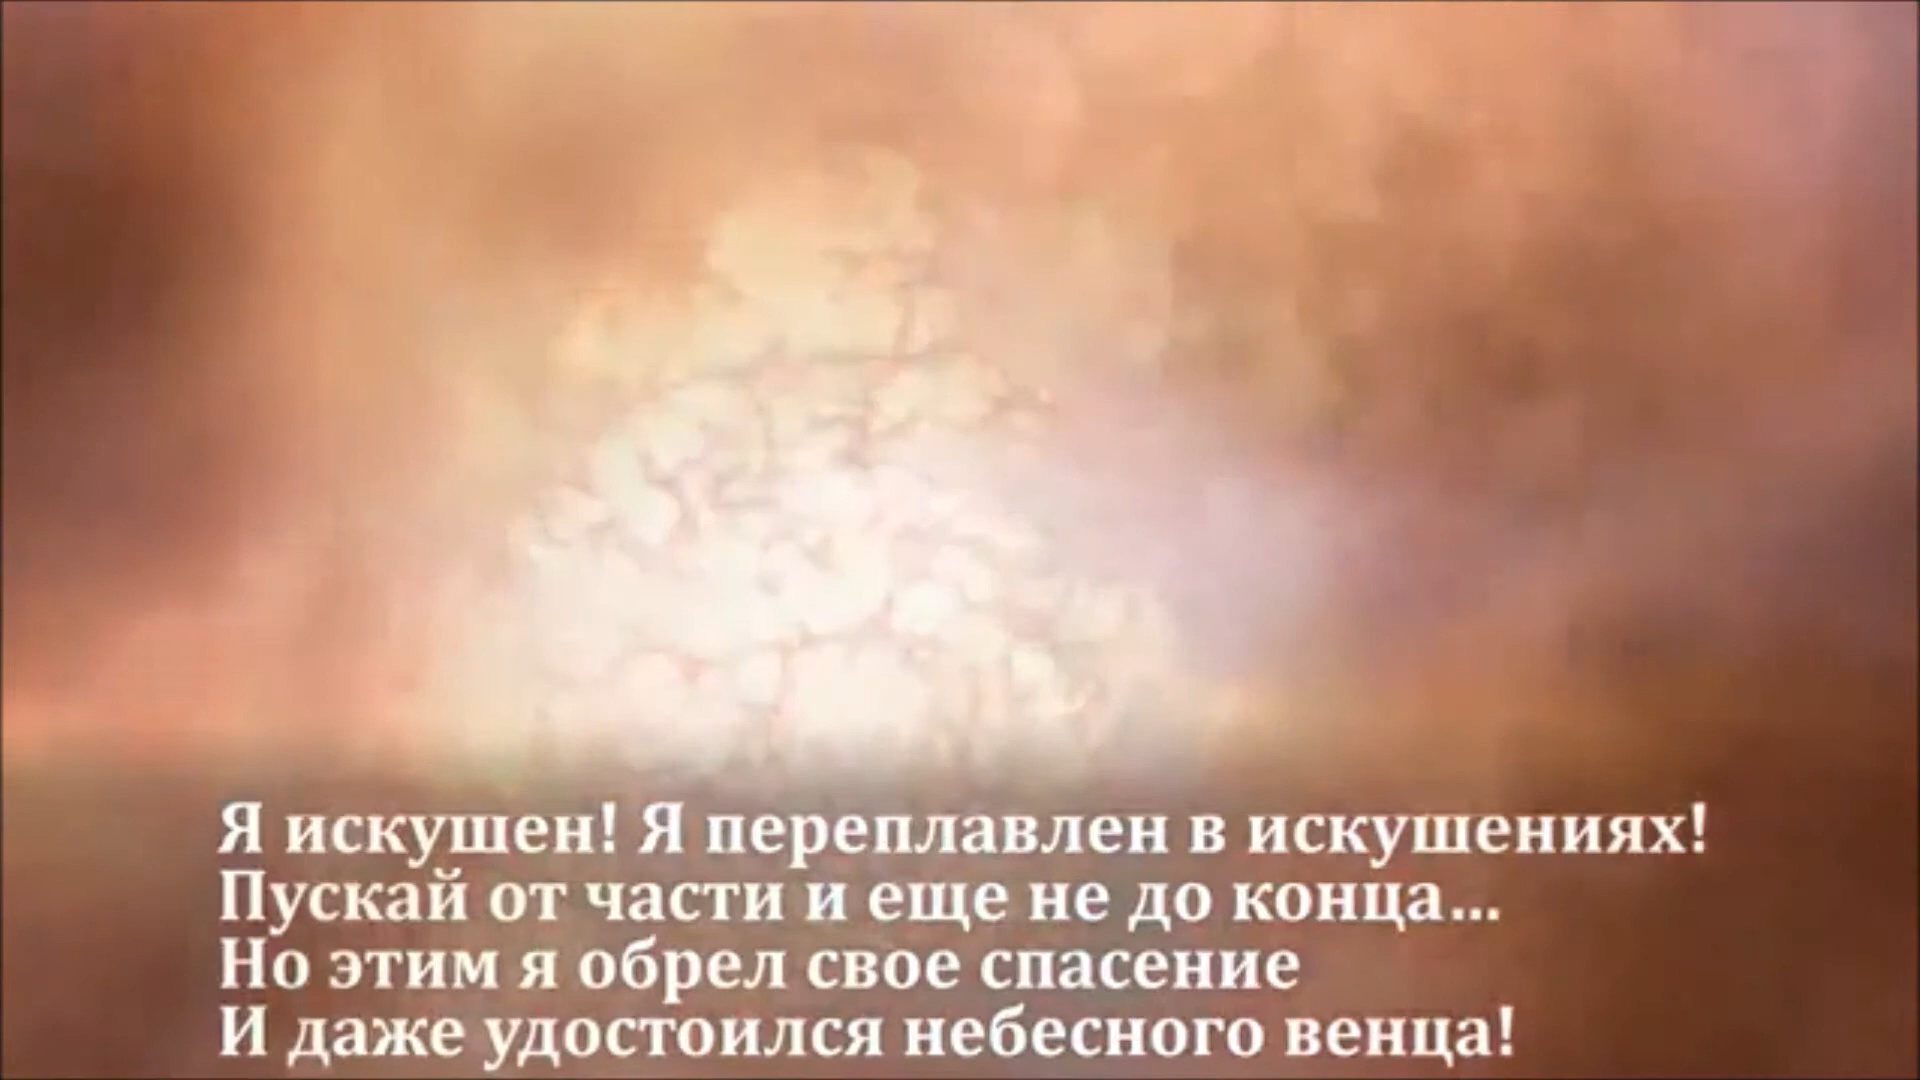 Я искушен! Я переплавлен в искушениях!
Пускай от части и еще не до конца...
Но этим я обрел свое спасение
И даже удостоился небесного венца!